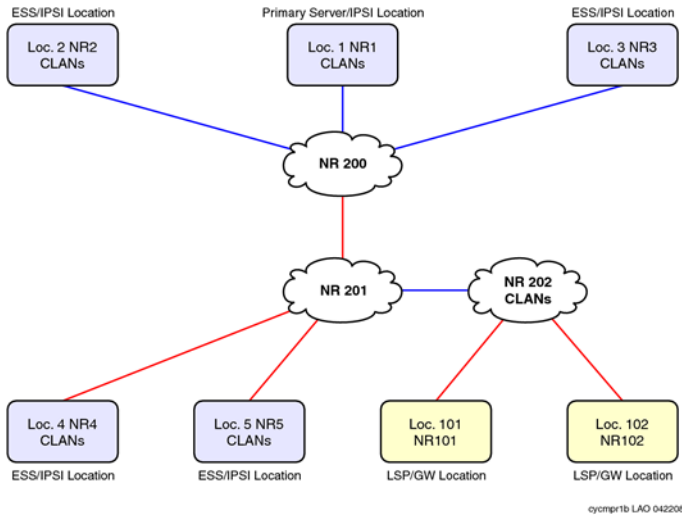 ESS/IPSI Location
Primary Server/IPSI Location
ESS/IPSI Location
Loc. 2 NR2
CLANs
Loc. 1 NR1
CLANs
Loc. 3 NR3
CLANs
NR 200
NR 201
NR 202
CLANs
Loc. 4 NR4
CLANs
Loc. 5 NR5
CLANs
Loc. 101
NR101
Loc. 102
NR102
ESS/IPSI Location
ESS/IPSI Location
LSP/GW Location
LSP/GW Location
cycmpr1b LAO 042208